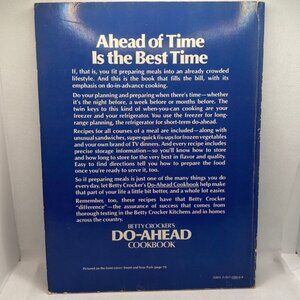 Ahead of Time
Is the Best Time
If, that is, you fit preparing meals into an already crowded
lifestyle. And this is the book that fills the bill, with its
emphasis on do-in-advance cooking.
Do your planning and preparing when there's time—whether
it's the night before, a week before or months before. The
twin keys to this kind of when-you-can cooking are your
freezer and your refrigerator. You use the freezer for long-
range planning, the refrigerator for short-term do-ahead.
Recipes for all courses of a meal are included—along with
unusual sandwiches, super-quick fix-ups for frozen vegetables
and your own brand of TV dinners. And every recipe includes
precise storage information—so you'll know how to store
and how long to store for the very best in flavor and quality.
Easy to find directions tell you how to prepare the food
once you're ready to serve it, too.
So if preparing meals is just one of the many things you do
every day, let Betty Crocker's Do-Ahead Cookbook help make
that part of your life a little bit better, and a whole lot easier.
Remember, too, these recipes have that Betty Crocker
"difference"—the assurance of success that comes from
thorough testing in the Betty Crocker Kitchens and in homes
across the country.
BETTY CROCKER'S
DO-AHEAD
COOKBOOK
Pictured on the front cover: